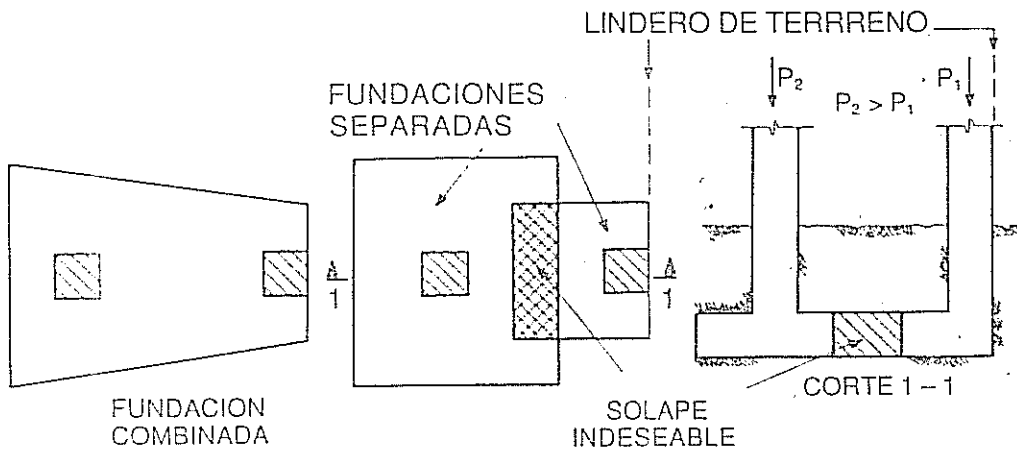 LINDERO DE TERRRENO
P2
P1
P2 > P1
FUNDACIONES
SEPARADAS
1
1
FUNDACION
COMBINADA
SOLAPE
INDESEABLE
CORTE 1 – 1